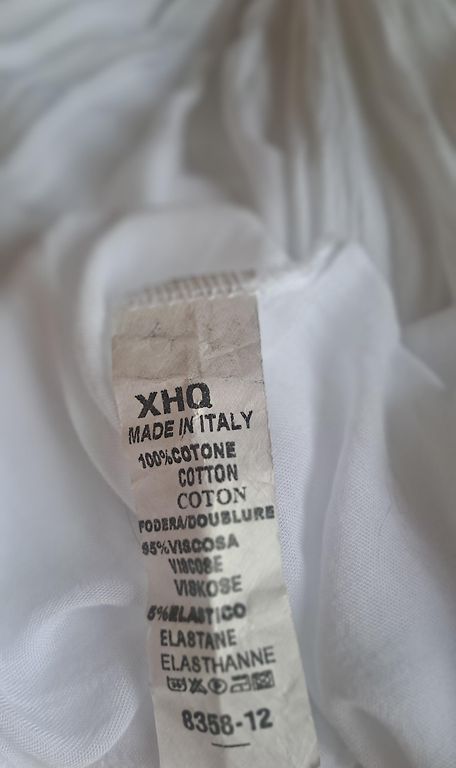 XHQ
MADE IN ITALY
100%COTONE
COTTON
COTON
FODERA/DOUBLURE
95%VISCOSA
VISCOSE
VISKOSE
5%ELASTICO
ELASTANE
ELASTHANNE
8358-12